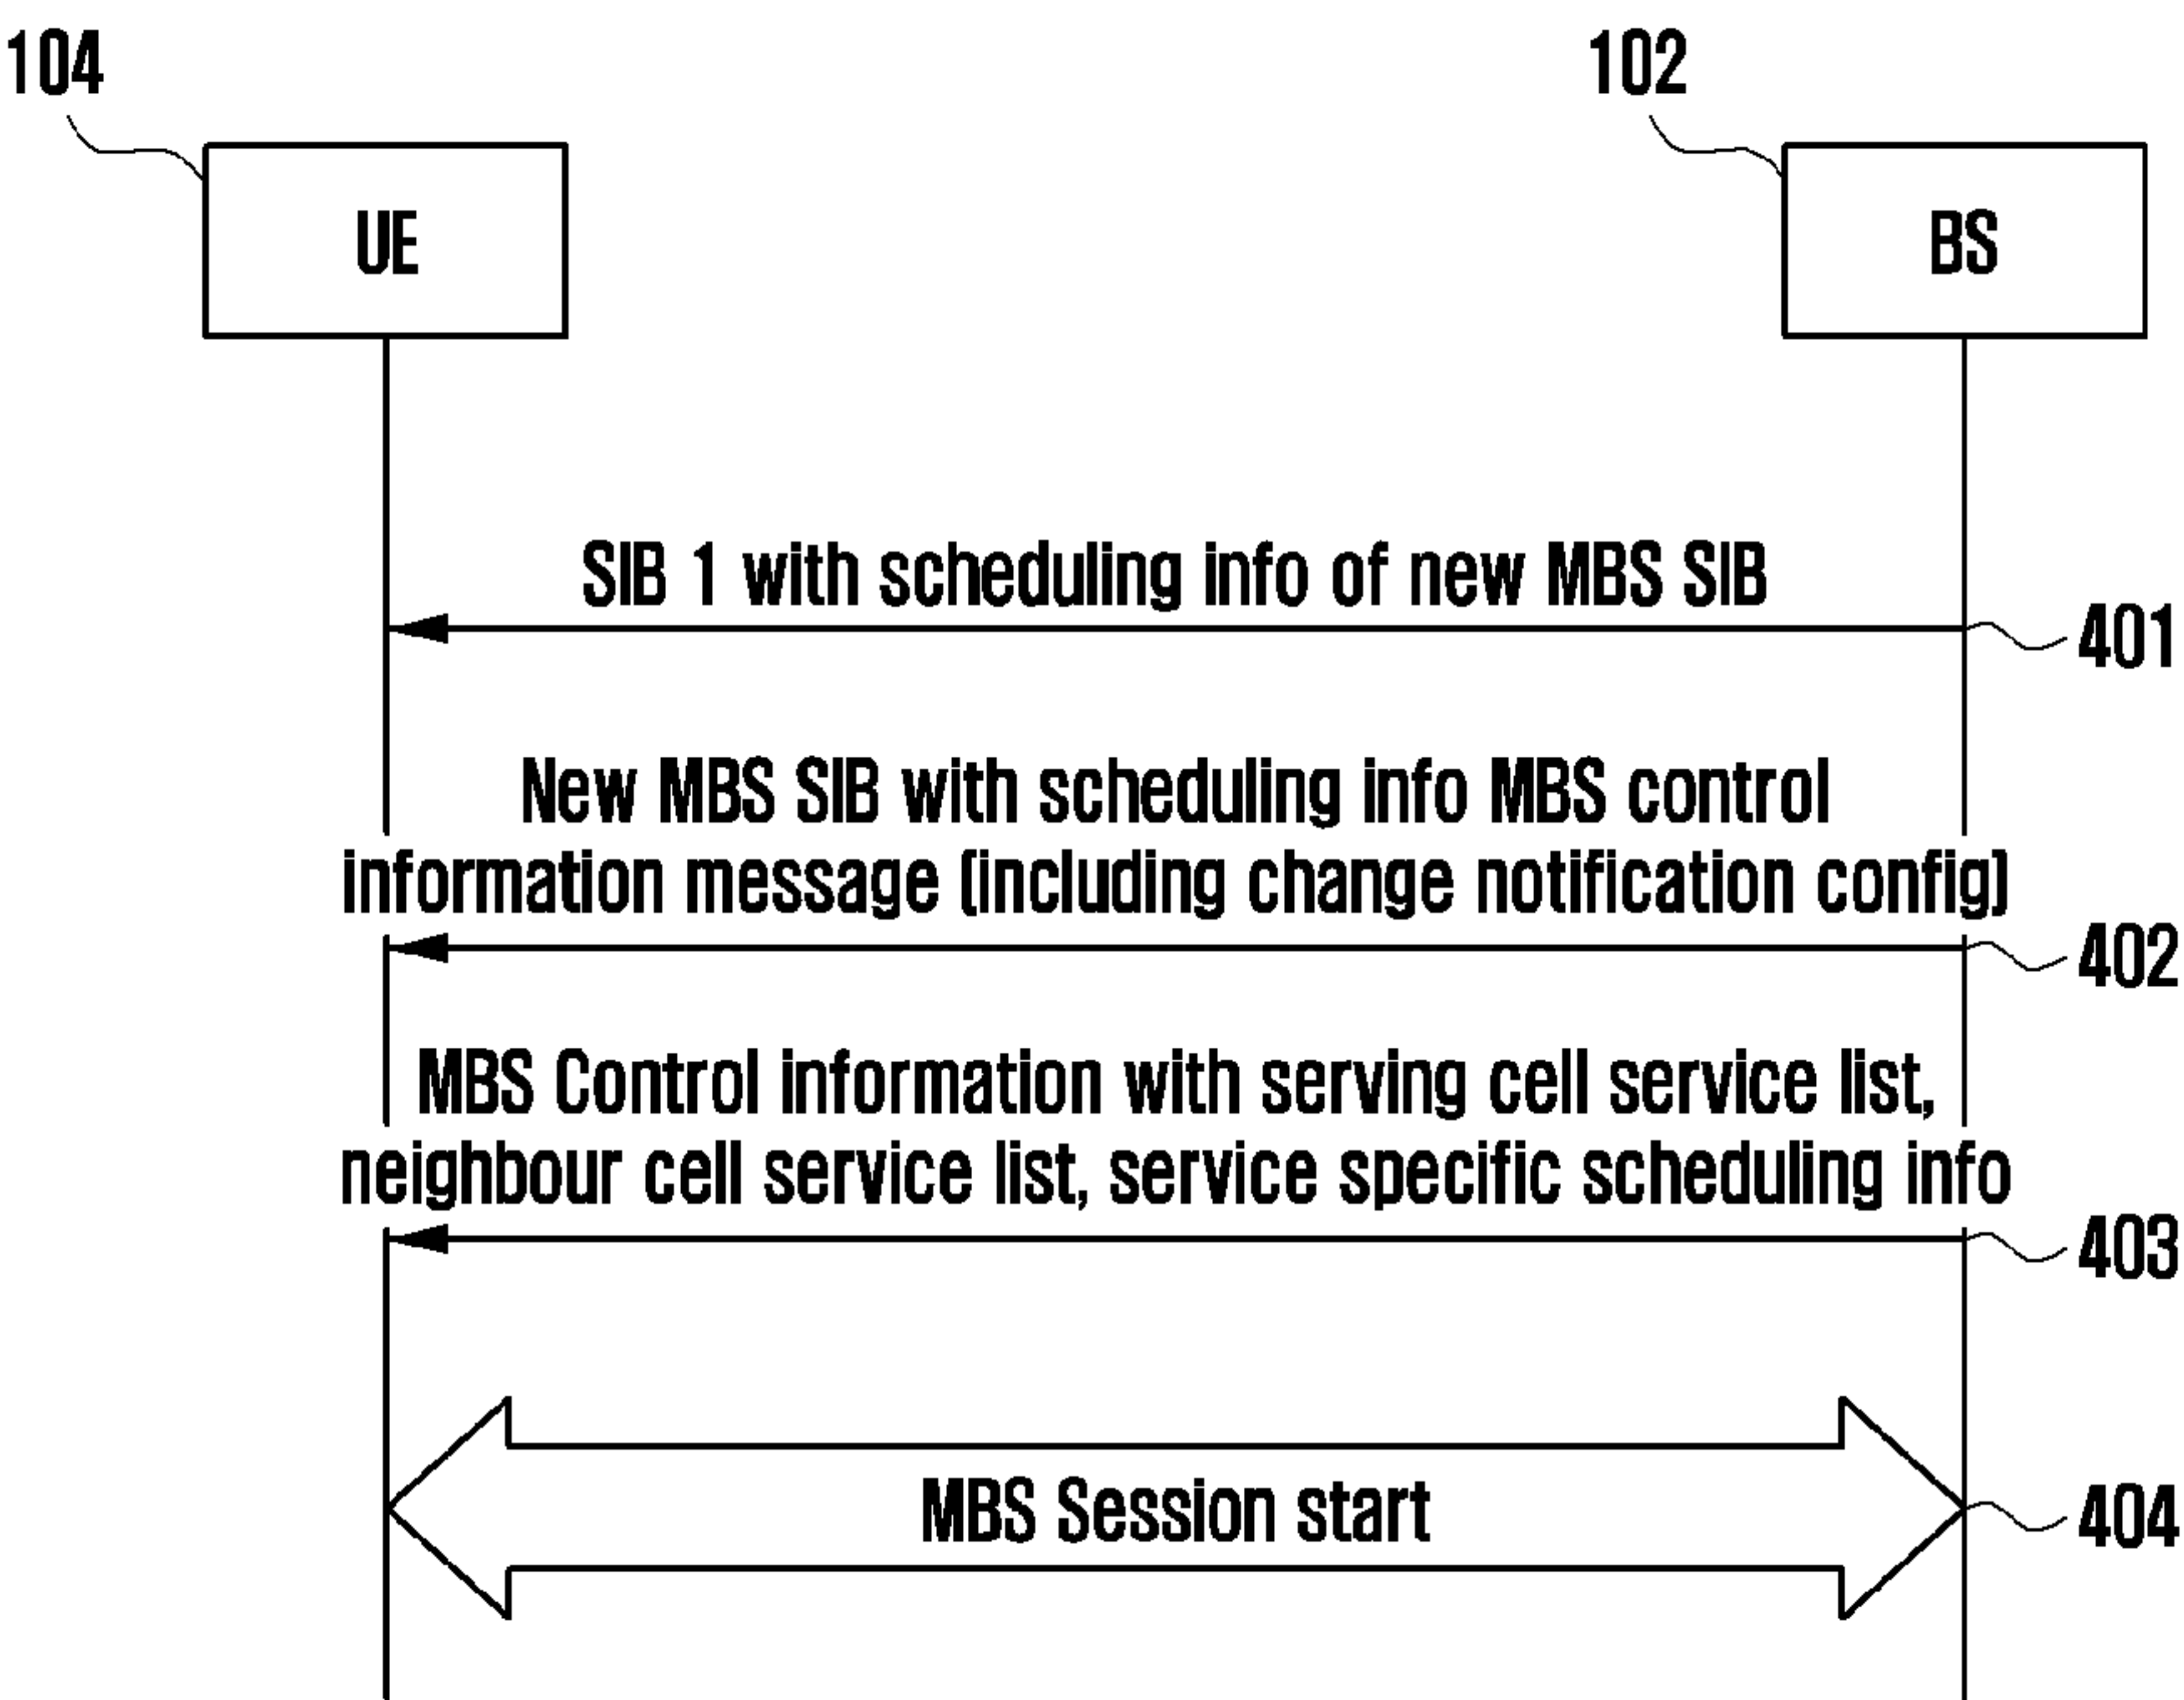 104
102
UE
BS
SIB 1 with scheduling info of new MBS SIB
401
New MBS SIB with scheduling info MBS control
information message (including change notification config)
402
MBS Control information with serving cell service list,
neighbour cell service list, service specific scheduling info
403
MBS Session start
404